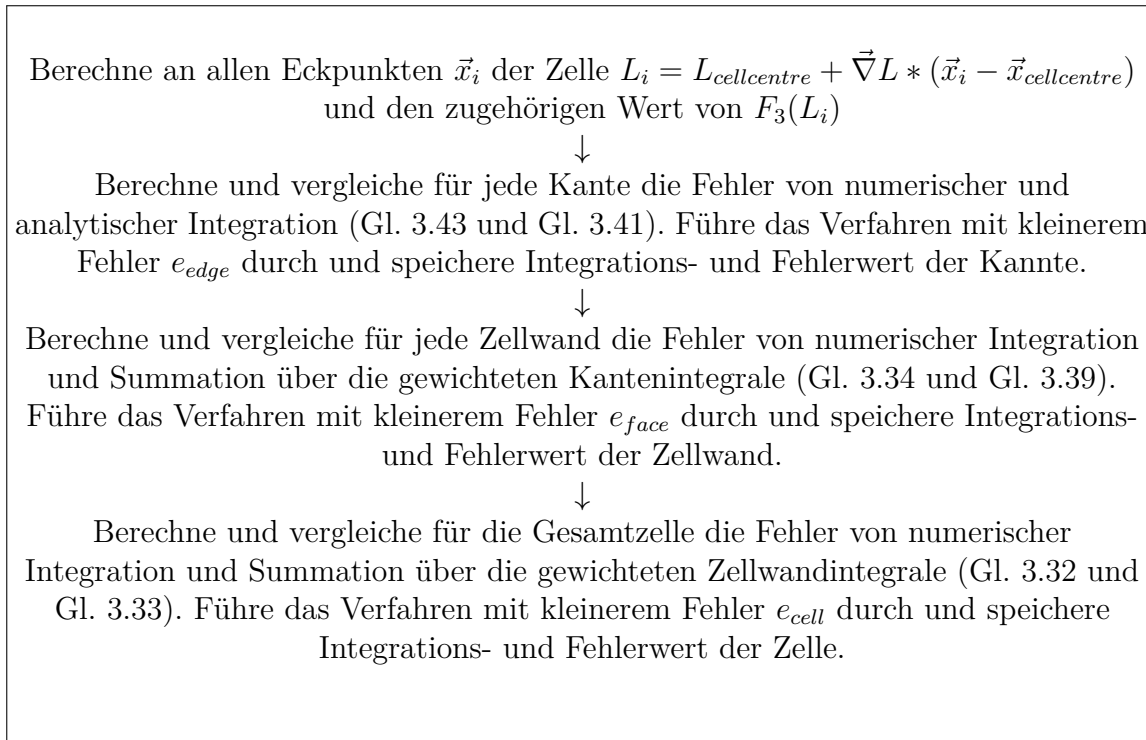 Berechne an allen Eckpunkten $\vec{x}_i$ der Zelle $L_i = L_{cellcentre} + \vec{\nabla} L * (\vec{x}_i - \vec{x}_{cellcentre})$
und den zugehörigen Wert von $F_3(L_i)$
↓
Berechne und vergleiche für jede Kante die Fehler von numerischer und
analytischer Integration (Gl. 3.43 und Gl. 3.41). Führe das Verfahren mit kleinerem
Fehler $e_{edge}$ durch und speichere Integrations- und Fehlerwert der Kannte.
↓
Berechne und vergleiche für jede Zellwand die Fehler von numerischer Integration
und Summation über die gewichteten Kantenintegrale (Gl. 3.34 und Gl. 3.39).
Führe das Verfahren mit kleinerem Fehler $e_{face}$ durch und speichere Integrations-
und Fehlerwert der Zellwand.
↓
Berechne und vergleiche für die Gesamtzelle die Fehler von numerischer
Integration und Summation über die gewichteten Zellwandintegrale (Gl. 3.32 und
Gl. 3.33). Führe das Verfahren mit kleinerem Fehler $e_{cell}$ durch und speichere
Integrations- und Fehlerwert der Zelle.